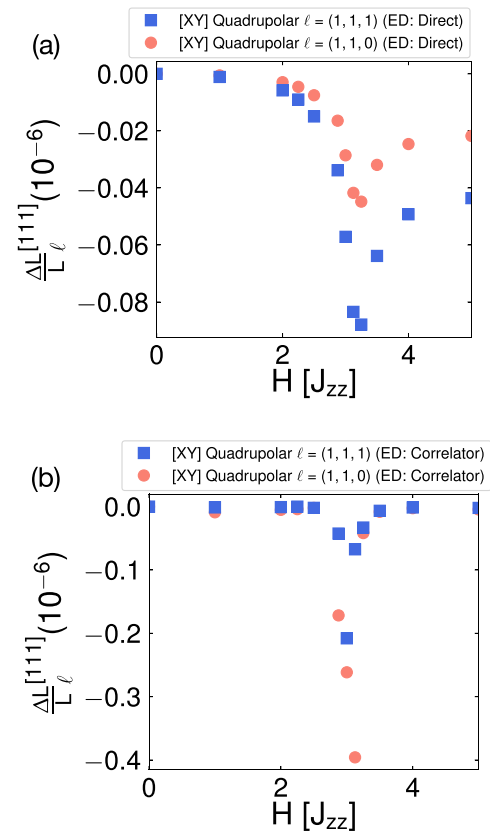 (a)
[XY] Quadrupolar ℓ = (1, 1, 1) (ED: Direct)
[XY] Quadrupolar ℓ = (1, 1, 0) (ED: Direct)
0.00
−0.02
−0.04
−0.06
−0.08
ΔL/L ℓ [111] (10⁻⁶)
0 2 4
H [J_zz]
(b)
[XY] Quadrupolar ℓ = (1, 1, 1) (ED: Correlator)
[XY] Quadrupolar ℓ = (1, 1, 0) (ED: Correlator)
0.0
−0.1
−0.2
−0.3
−0.4
ΔL/L ℓ [111] (10⁻⁶)
0 2 4
H [J_zz]